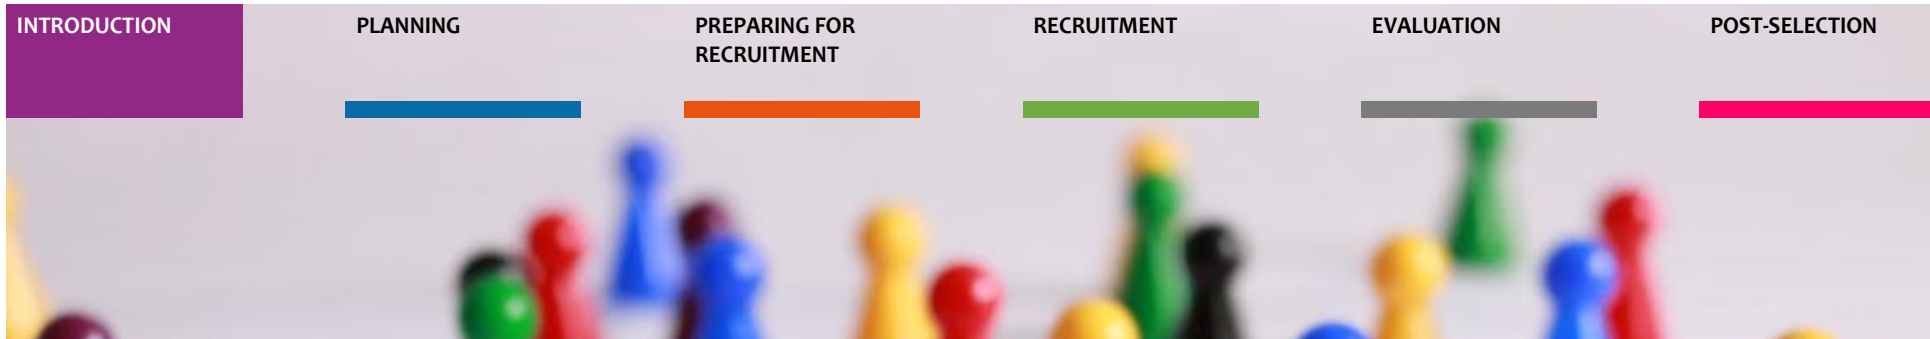 INTRODUCTION
PLANNING
PREPARING FOR
RECRUITMENT
RECRUITMENT
EVALUATION
POST-SELECTION